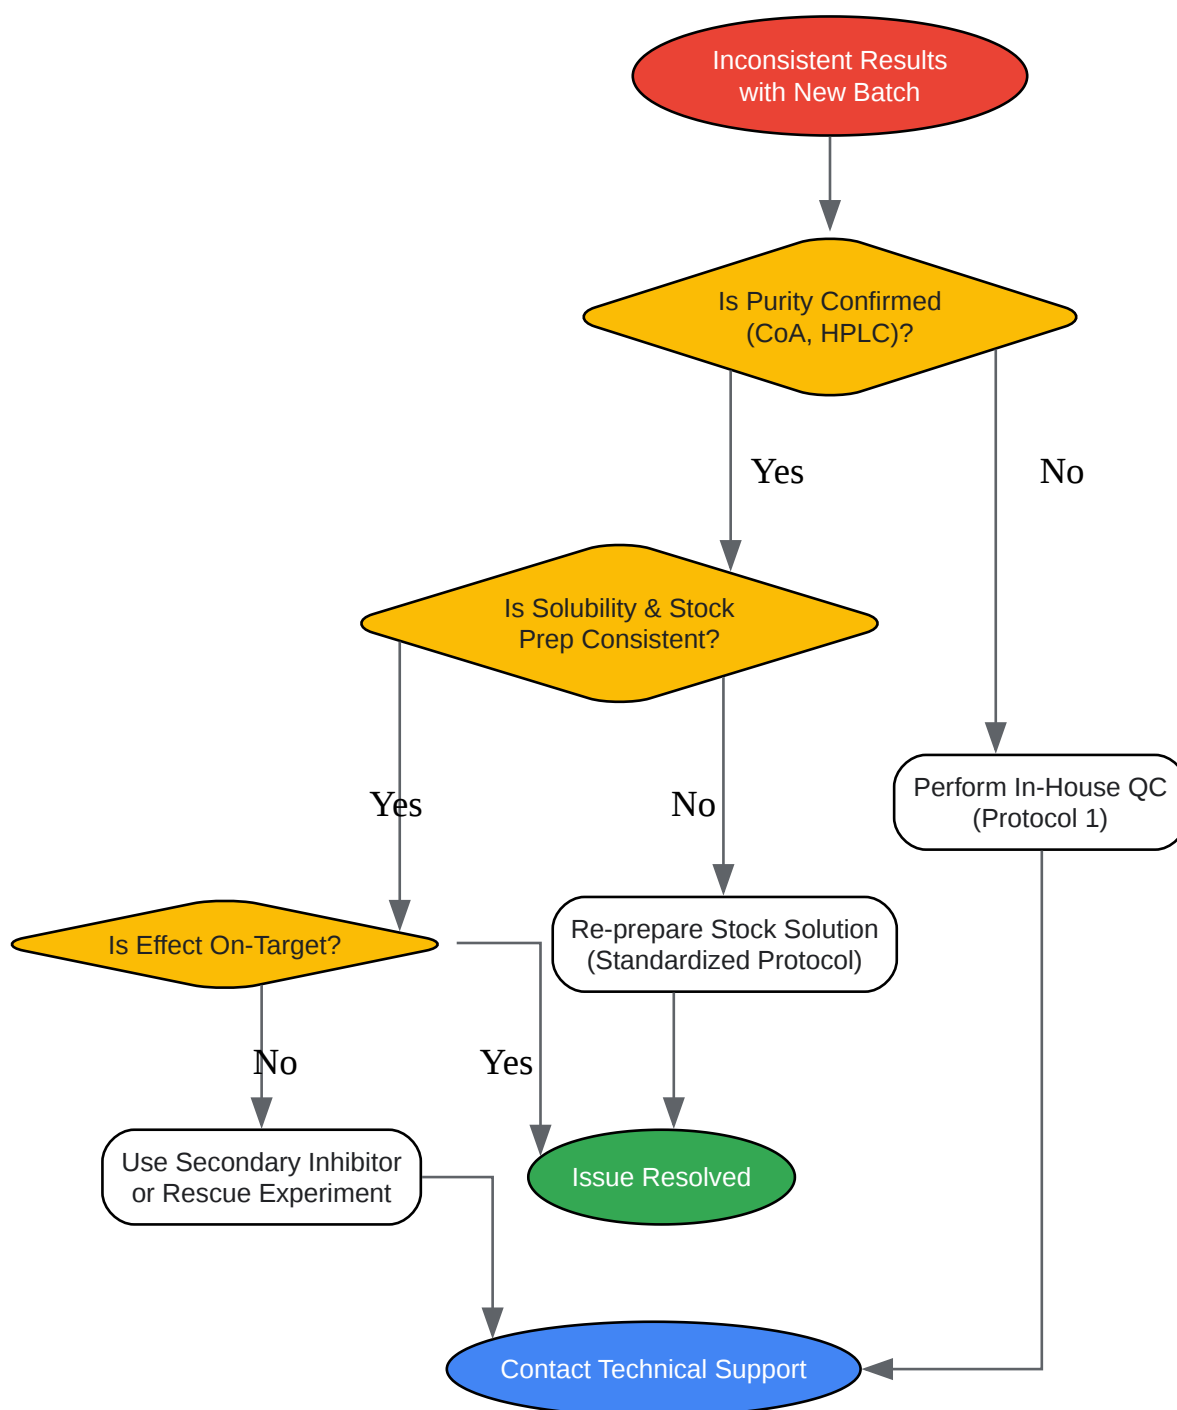 Inconsistent Results
with New Batch
Is Purity Confirmed
(CoA, HPLC)?
Yes
No
Is Solubility & Stock
Prep Consistent?
Yes
No
Perform In-House QC
(Protocol 1)
Is Effect On-Target?
Re-prepare Stock Solution
(Standardized Protocol)
No
Yes
Use Secondary Inhibitor
or Rescue Experiment
Issue Resolved
Contact Technical Support